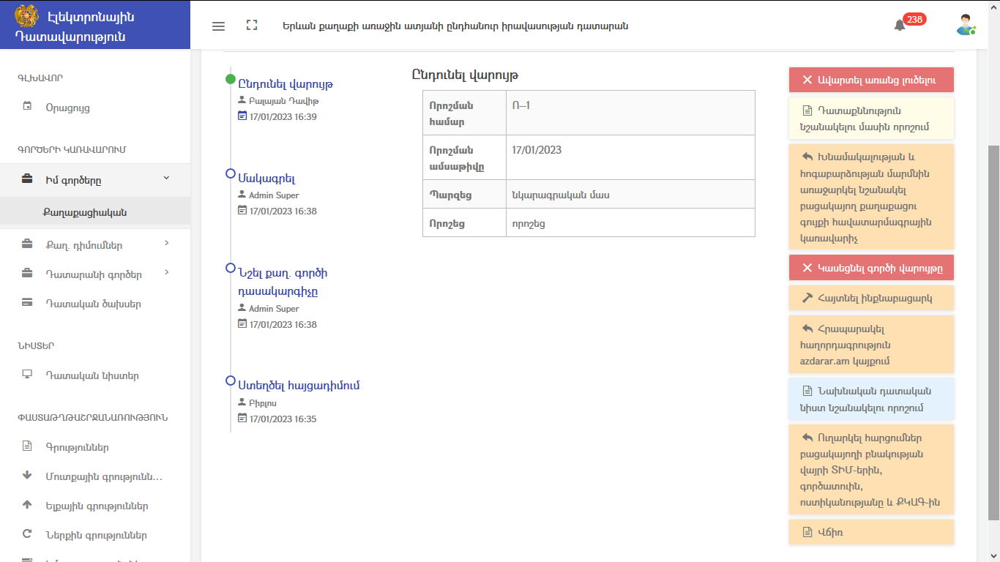 Էլեկտրոնային
Դատավարություն
Երևան քաղաքի առաջին ատյանի ընդհանուր իրավասության դատարան
238
ԳԼԽԱՎՈՐ
Օրացույց
ԳՈՐԾԵՐԻ ԿԱՌԱՎԱՐՈՒՄ
Իմ գործերը
Քաղաքացիական
Քաղ. դիմումներ
Դատարանի գործեր
Դատական ծախսեր
ՆԻՍՏԵՐ
Դատական նիստեր
ՓԱՍՏԱԹՂԹԱՇՐՋԱՆԱՌՈՒԹՅՈՒՆ
Գրություններ
Մուտքային գրությունն...
Ելքային գրություններ
Ներքին գրություններ
Ընդունել վարույթ
Բալայան Դավիթ
17/01/2023 16:39
Մակագրել
Admin Super
17/01/2023 16:38
Նշել քաղ. գործի
դասակարգիչը
Admin Super
17/01/2023 16:38
Ստեղծել հայցադիմում
Բիբլոս
17/01/2023 16:35
Ընդունել վարույթ
Որոշման
համար
Ո--1
Որոշման
ամսաթիվը
17/01/2023
Պարզեց
նկարագրական մաս
Որոշեց
որոշեց
Ավարտել առանց լուծելու
Դատաքննություն
նշանակելու մասին որոշում
Խնամակալության և
հոգաբարձության մարմնին
առաջարկել նշանակել
բացակայող քաղաքացու
գույքի հավատարմագրային
կառավարիչ
Կասեցնել գործի վարույթը
Հայտնել ինքնաբացարկ
Հրապարակել
հաղորդագրություն
azdarar.am կայքում
Նախնական դատական
նիստ նշանակելու որոշում
Ուղարկել հարցումներ
բացակայողի բնակության
վայրի ՏԻՄ-երին,
գործատուին,
ոստիկանությանը և ՔԿԱԳ-ին
Վճիռ